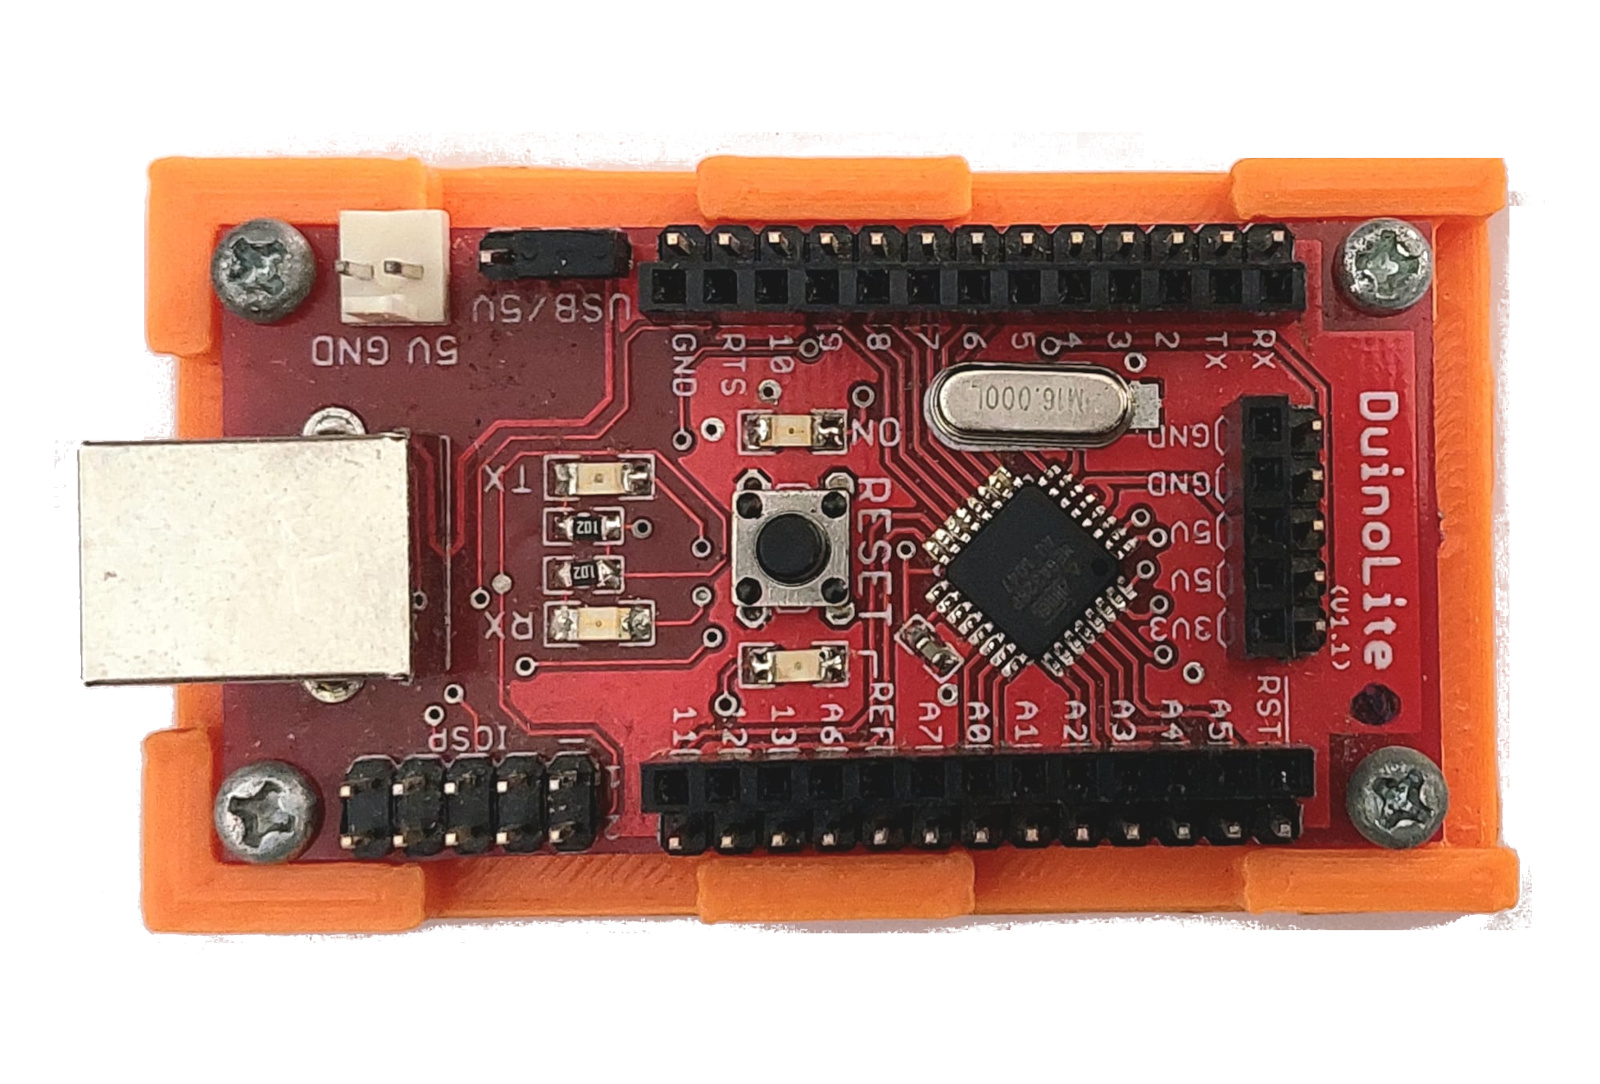 USB/5V
5V GND
GND
RTS
10
9
8
7
6
5
4
3
2
TX
RX
M16.000L
ON
GND
GND
5V
5V
3V3
DuinoLite
(V1.1)
TX
102
102
RX
RESET
ICSP
11
12
13
A6
REF
A7
A0
A1
A2
A3
A4
A5
RST